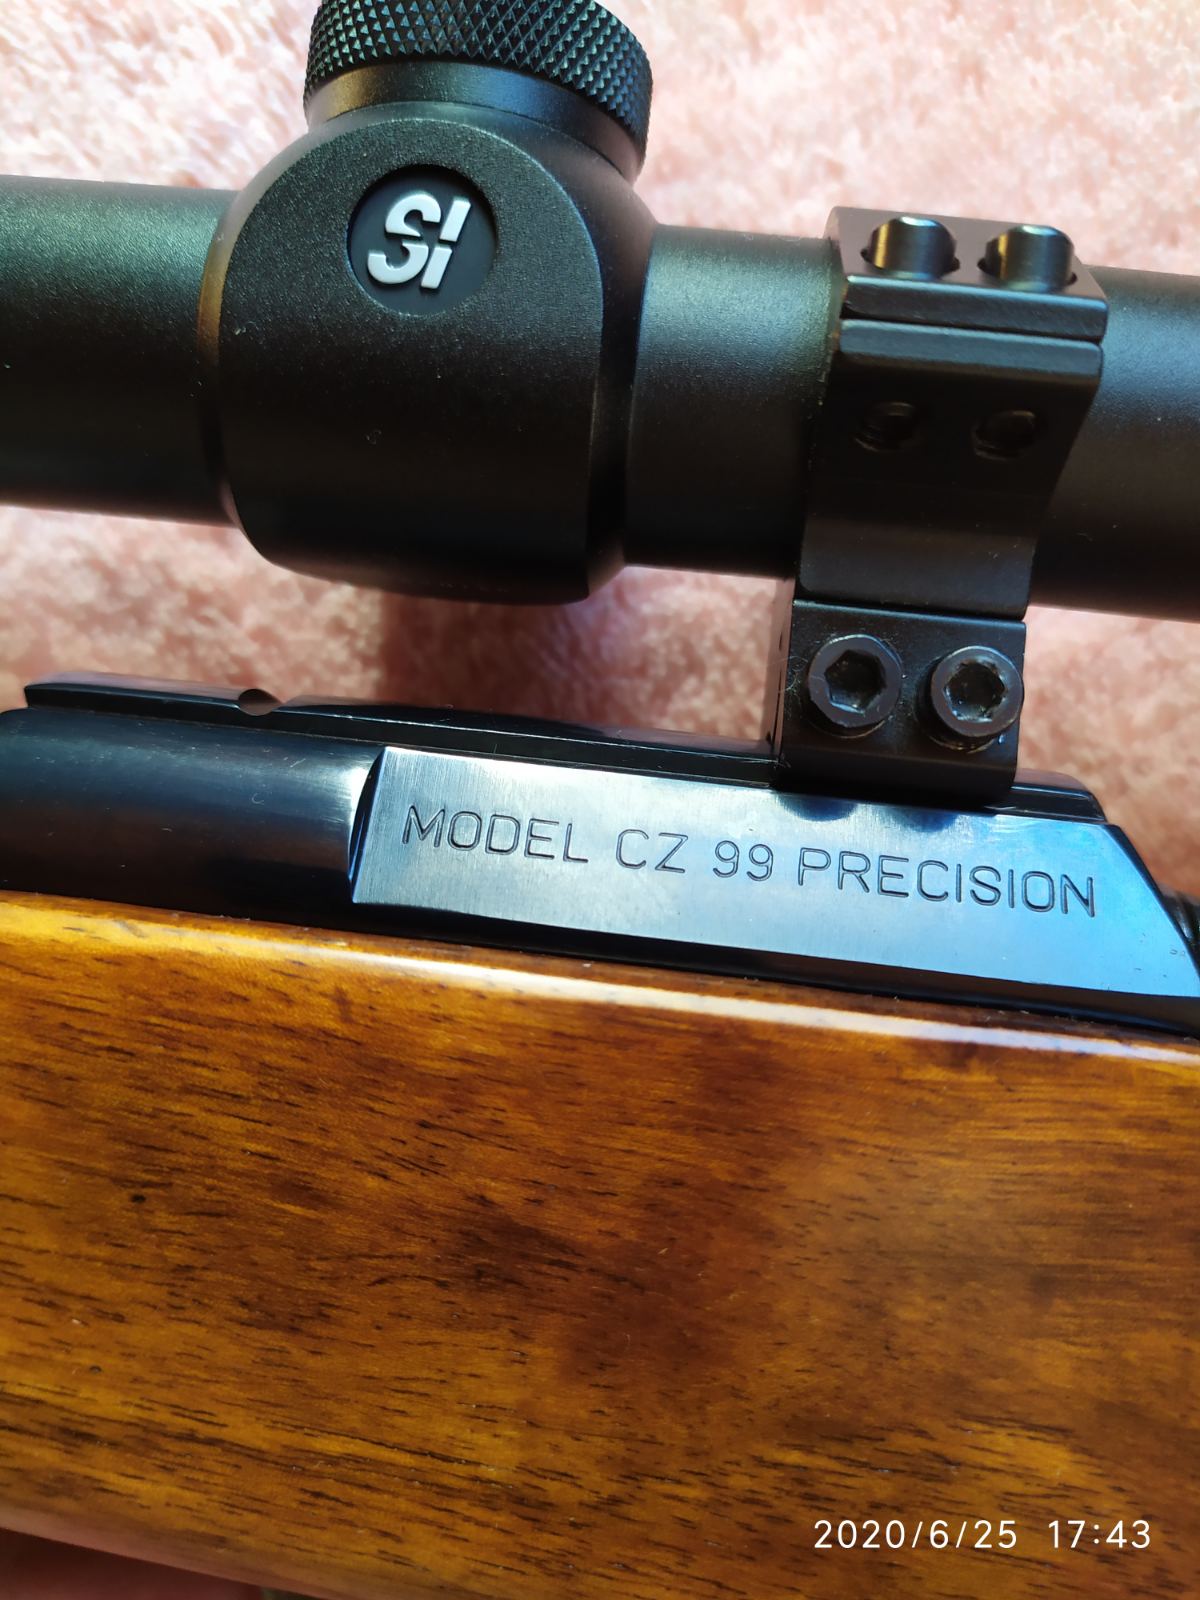 SI
MODEL CZ 99 PRECISION
2020/6/25 17:43